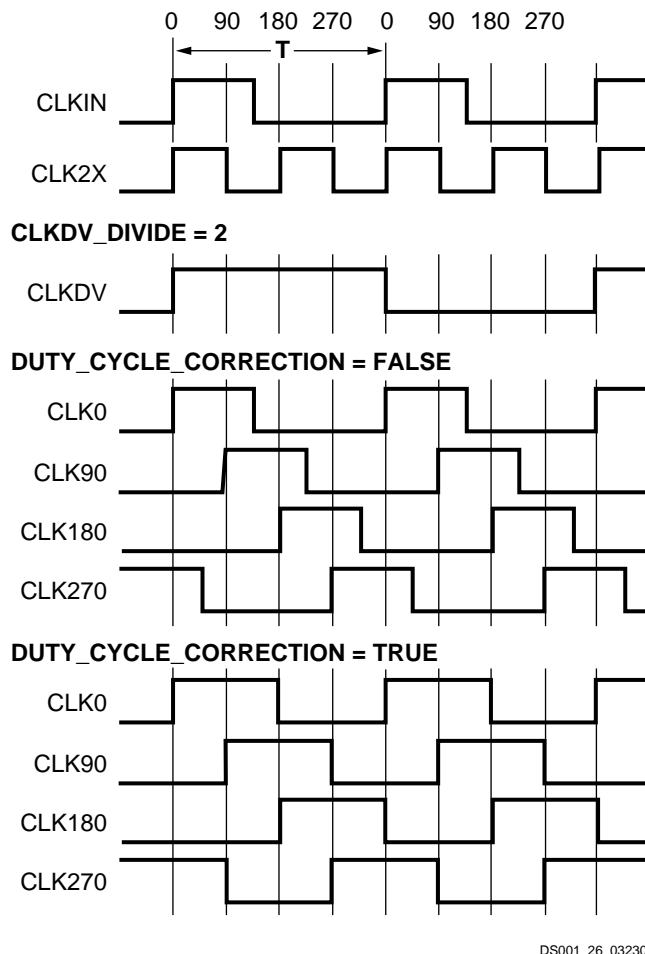 0 90 180 270 0 90 180 270
T
CLKIN
CLK2X
CLKDV_DIVIDE = 2
CLKDV
DUTY_CYCLE_CORRECTION = FALSE
CLK0
CLK90
CLK180
CLK270
DUTY_CYCLE_CORRECTION = TRUE
CLK0
CLK90
CLK180
CLK270
DS001_26_03230